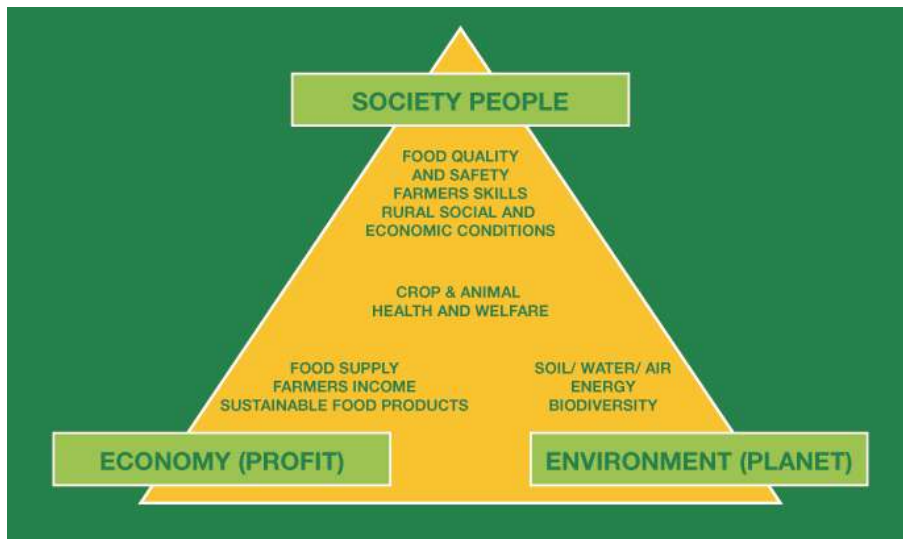 SOCIETY PEOPLE
FOOD QUALITY
AND SAFETY
FARMERS SKILLS
RURAL SOCIAL AND
ECONOMIC CONDITIONS
CROP & ANIMAL
HEALTH AND WELFARE
FOOD SUPPLY
FARMERS INCOME
SUSTAINABLE FOOD PRODUCTS
SOIL/ WATER/ AIR
ENERGY
BIODIVERSITY
ECONOMY (PROFIT)
ENVIRONMENT (PLANET)